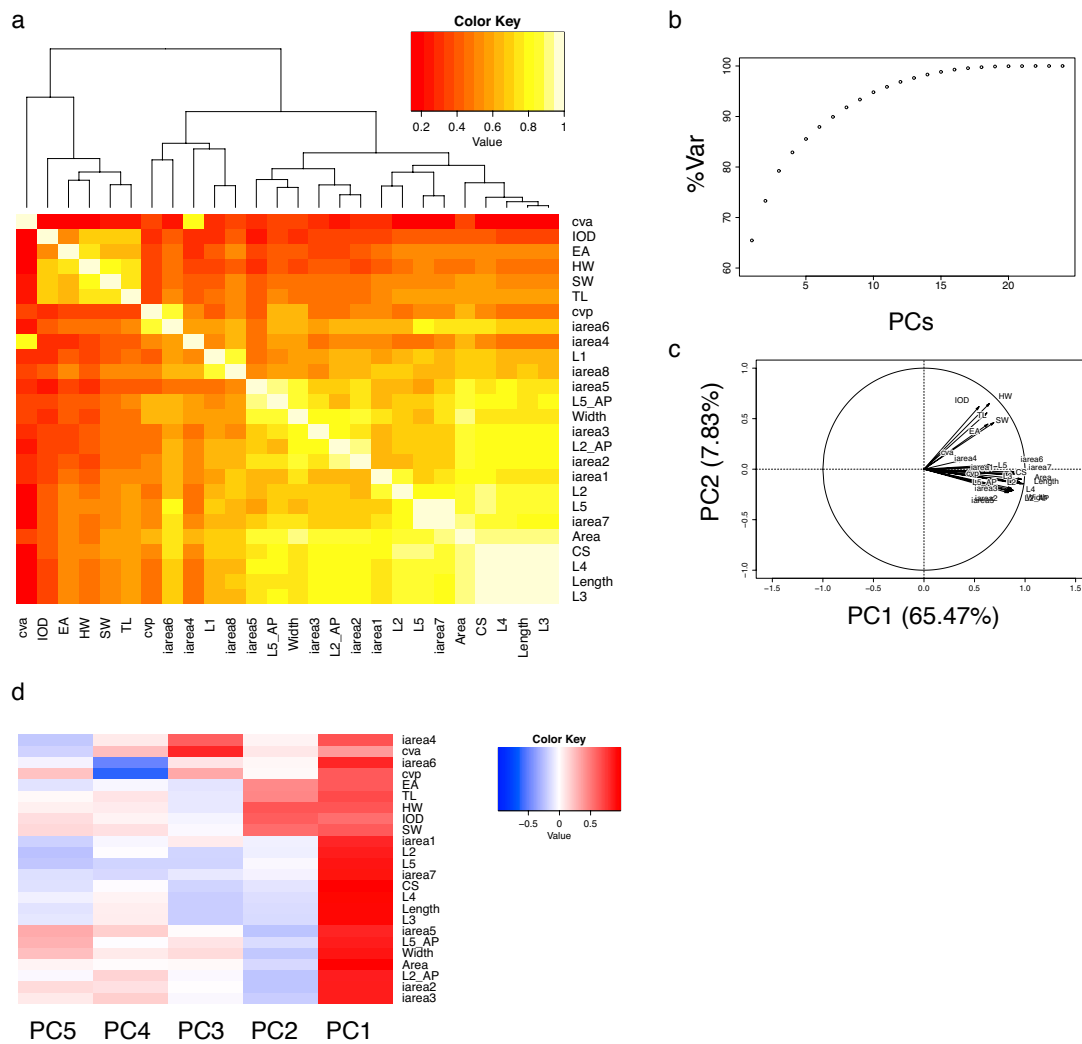 a
Color Key
0.2 0.4 0.6 0.8 1
Value
cva
IOD
EA
HW
SW
TL
cvp
iarea6
iarea4
L1
iarea8
iarea5
L5_AP
Width
iarea3
L2_AP
iarea2
iarea1
L2
L5
iarea7
Area
CS
L4
Length
L3
cva IOD EA HW SW TL cvp iarea6 iarea4 L1 iarea8 iarea5 L5_AP Width iarea3 L2_AP iarea2 iarea1 L2 L5 iarea7 Area CS L4 Length L3
b
%Var
100
90
80
70
60
5 10 15 20
PCs
c
PC2 (7.83%)
1.0
0.5
0.0
−0.5
−1.0
IOD HW
TL
SW
EA
cva
iarea4
iarea6
iarea1 L5
iarea7
cvp
CS
Area
L5_AP
L2
Length
iarea3
L4
iarea2
−1.5 −1.0 −0.5 0.0 0.5 1.0 1.5
PC1 (65.47%)
d
iarea4
cva
iarea6
cvp
EA
TL
HW
IOD
SW
iarea1
L2
L5
iarea7
CS
L4
Length
L3
iarea5
L5_AP
Width
Area
L2_AP
iarea2
iarea3
PC5 PC4 PC3 PC2 PC1
Color Key
−0.5 0 0.5
Value